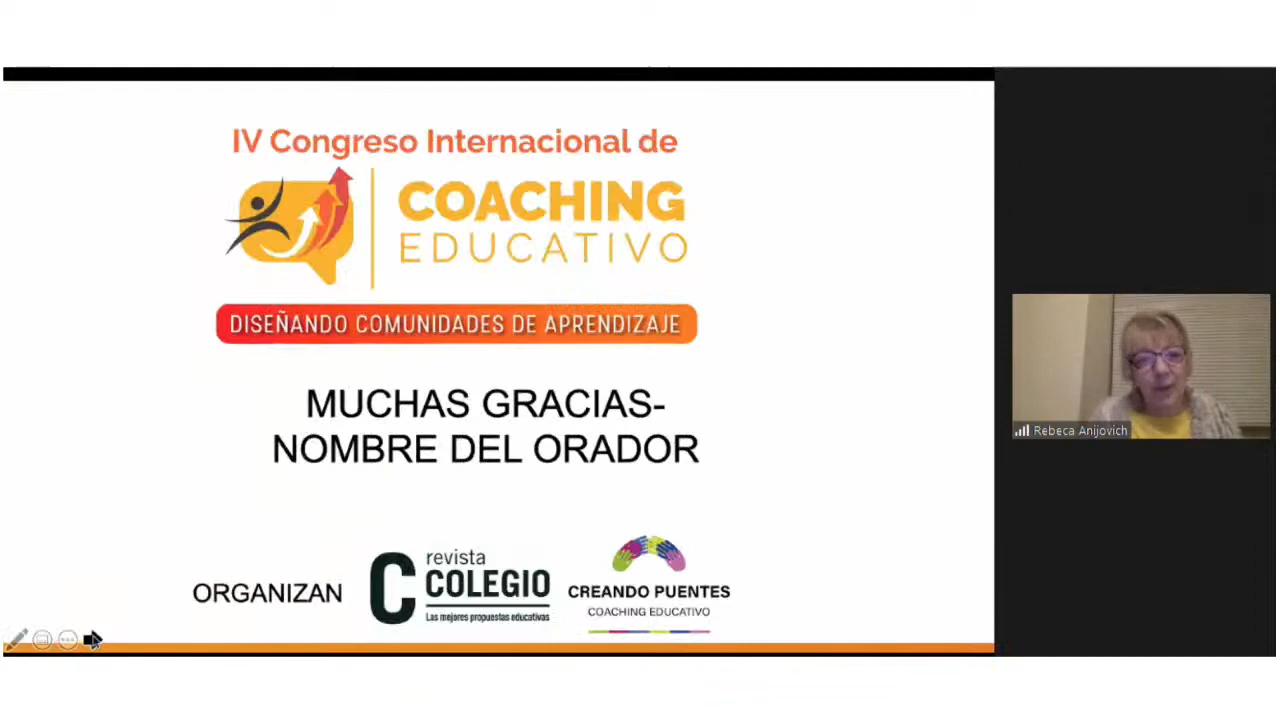 IV Congreso Internacional de
COACHING
EDUCATIVO
DISEÑANDO COMUNIDADES DE APRENDIZAJE
MUCHAS GRACIAS-
NOMBRE DEL ORADOR
Rebeca Anijovich
ORGANIZAN
C
revista
COLEGIO
Las mejores propuestas educativas
CREANDO PUENTES
COACHING EDUCATIVO